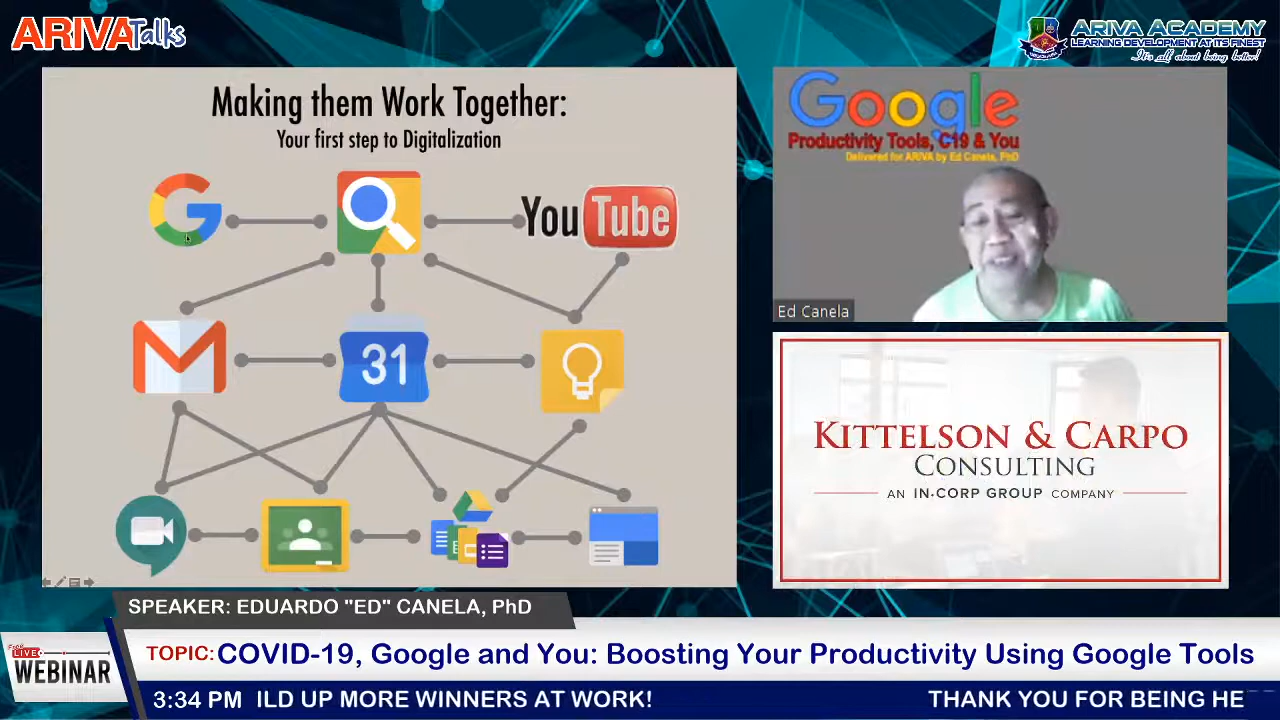 ARIVATalks
ARIVA ACADEMY
LEARNING DEVELOPMENT AT ITS FINEST
It's all about being better!
Making them Work Together:
Your first step to Digitalization
G
YouTube
31
Google
Productivity Tools, C19 & You
Delivered for ARIVA by Ed Canela, PhD
Ed Canela
KITTELSON & CARPO
CONSULTING
AN IN.CORP GROUP COMPANY
SPEAKER: EDUARDO "ED" CANELA, PhD
LIVE
WEBINAR
TOPIC: COVID-19, Google and You: Boosting Your Productivity Using Google Tools
3:34 PM ILD UP MORE WINNERS AT WORK! THANK YOU FOR BEING HE